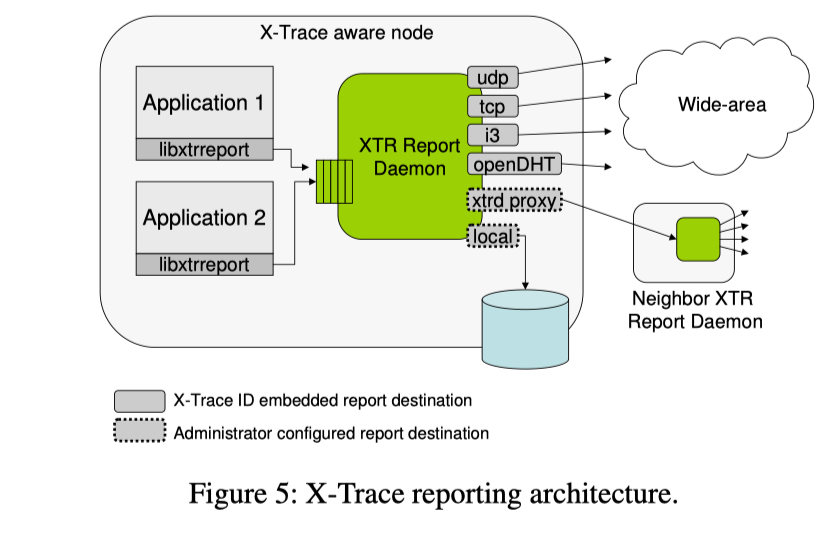 X-Trace aware node
Application 1
libxtrreport
Application 2
libxtrreport
XTR Report
Daemon
udp
tcp
i3
openDHT
xtrd proxy
local
Wide-area
Neighbor XTR
Report Daemon
X-Trace ID embedded report destination
Administrator configured report destination
Figure 5: X-Trace reporting architecture.